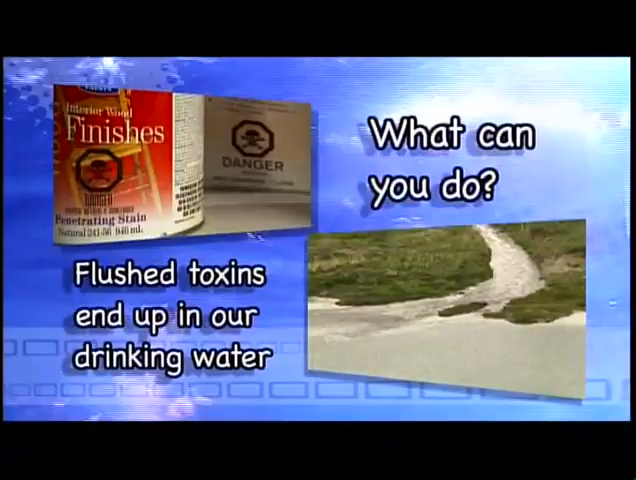 Interior Wood
Finishes
DANGER
Penetrating Stain
Natural 241-56 946 mL
DANGER
What can
you do?
Flushed toxins
end up in our
drinking water